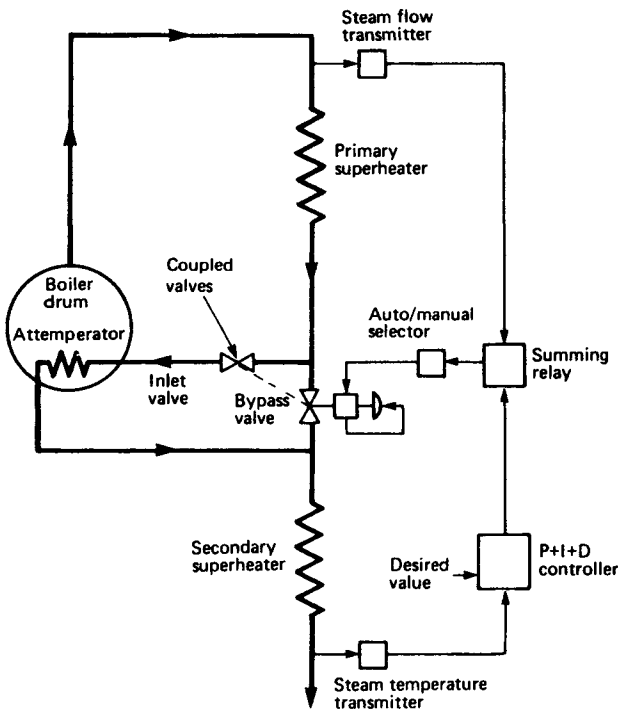 Steam flow
transmitter
Primary
superheater
Coupled
valves
Boiler
drum
Attemperator
Auto/manual
selector
Summing
relay
Inlet
valve
Bypass
valve
Secondary
superheater
Desired
value
P+I+D
controller
Steam temperature
transmitter